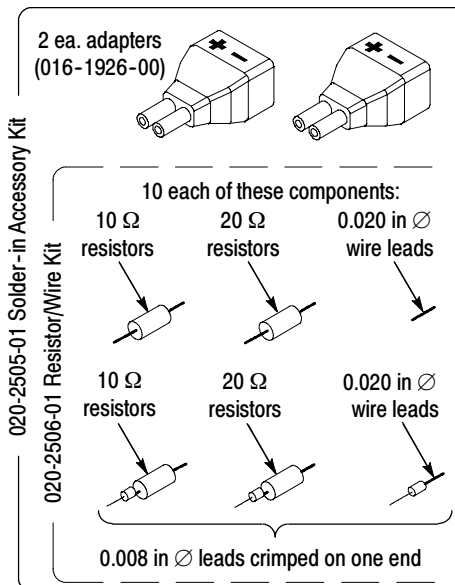 020-2505-01 Solder-in Accessory Kit
2 ea. adapters
(016-1926-00)
+ -
+ -
020-2506-01 Resistor/Wire Kit
10 each of these components:
10 Ω
resistors
20 Ω
resistors
0.020 in ∅
wire leads
10 Ω
resistors
20 Ω
resistors
0.020 in ∅
wire leads
0.008 in ∅ leads crimped on one end